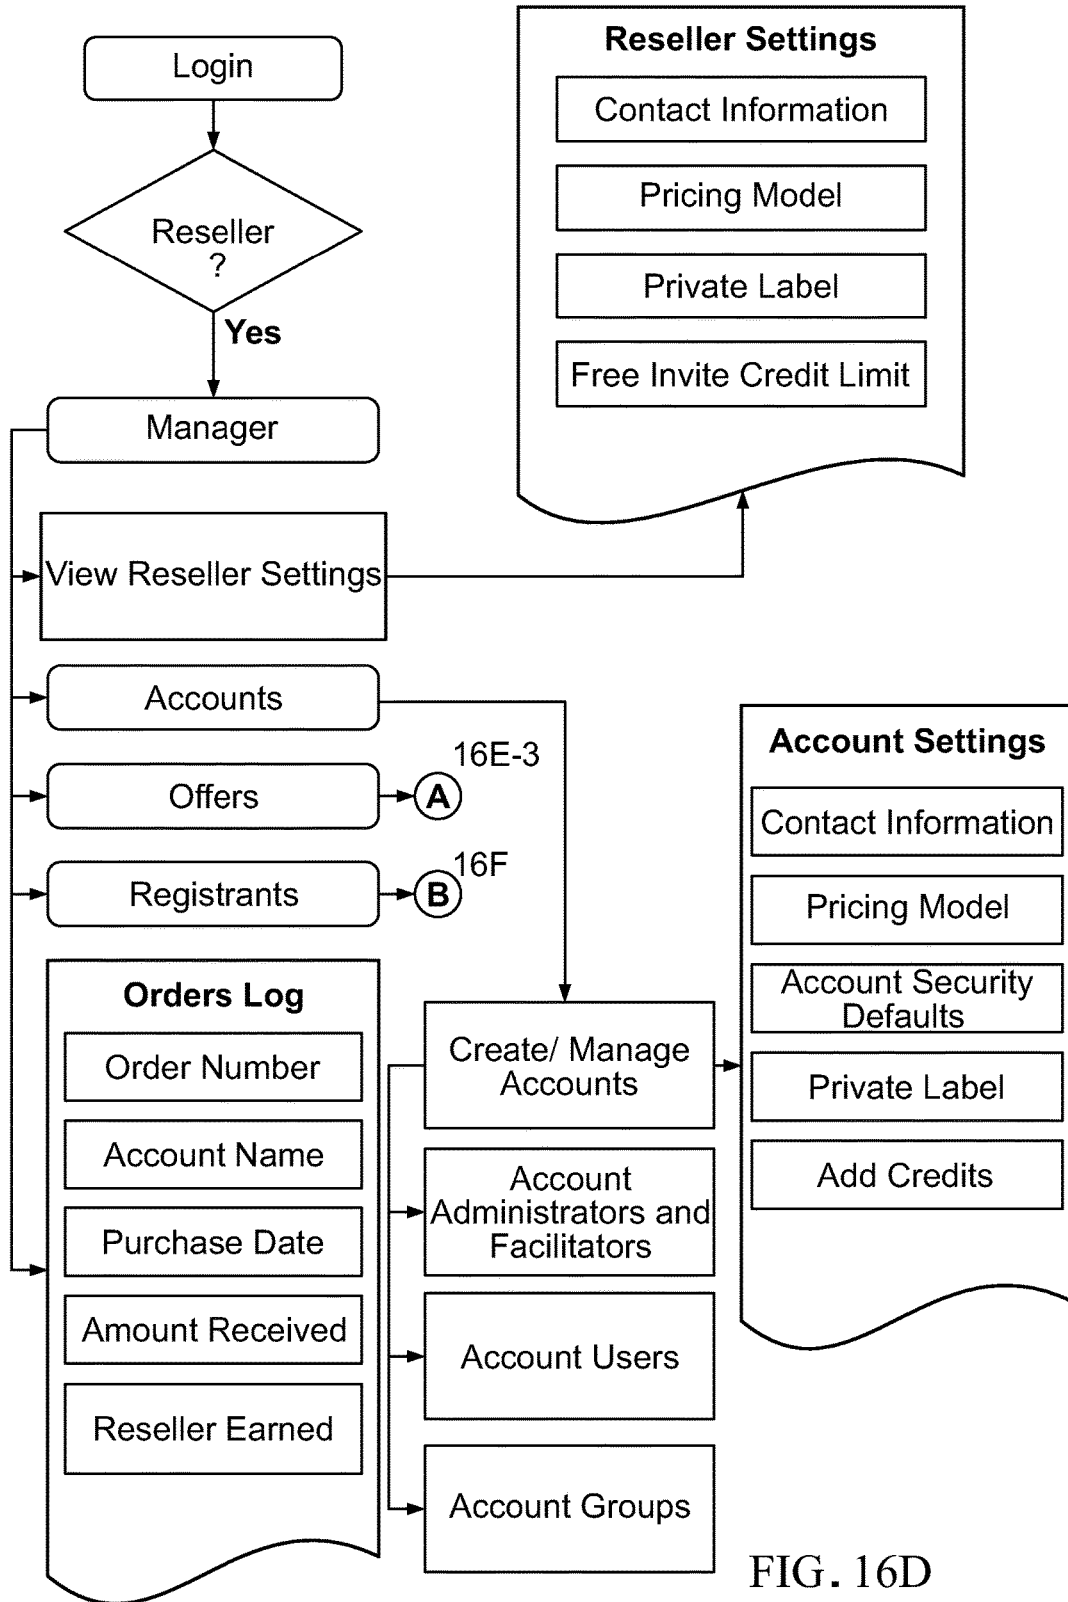 Login
Reseller
?
Yes
Manager
View Reseller Settings
Accounts
Offers
16E-3
A
Registrants
16F
B
Reseller Settings
Contact Information
Pricing Model
Private Label
Free Invite Credit Limit
Orders Log
Order Number
Account Name
Purchase Date
Amount Received
Reseller Earned
Create/ Manage
Accounts
Account
Administrators and
Facilitators
Account Users
Account Groups
Account Settings
Contact Information
Pricing Model
Account Security
Defaults
Private Label
Add Credits
FIG. 16D